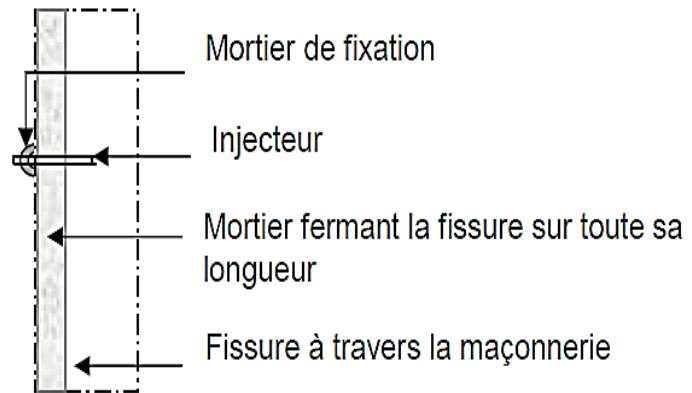 Mortier de fixation
Injecteur
Mortier fermant la fissure sur toute sa
longueur
Fissure à travers la maçonnerie